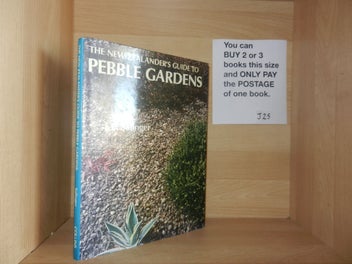 THE NEW ZEALANDER'S GUIDE TO
PEBBLE GARDENS
You can
BUY 2 or 3
books this size
and ONLY PAY
the POSTAGE
of one book.
J25